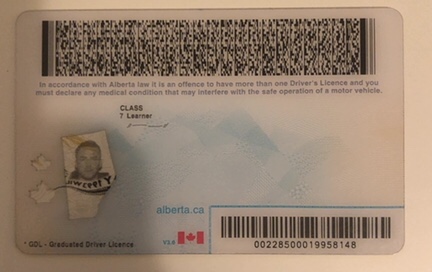 In accordance with Alberta law it is an offence to have more than one Driver's Licence and you
must declare any medical condition that may interfere with the safe operation of a motor vehicle.
CLASS
7 Learner
alberta.ca
* GDL - Graduated Driver Licence
V3.6
00228500019958148